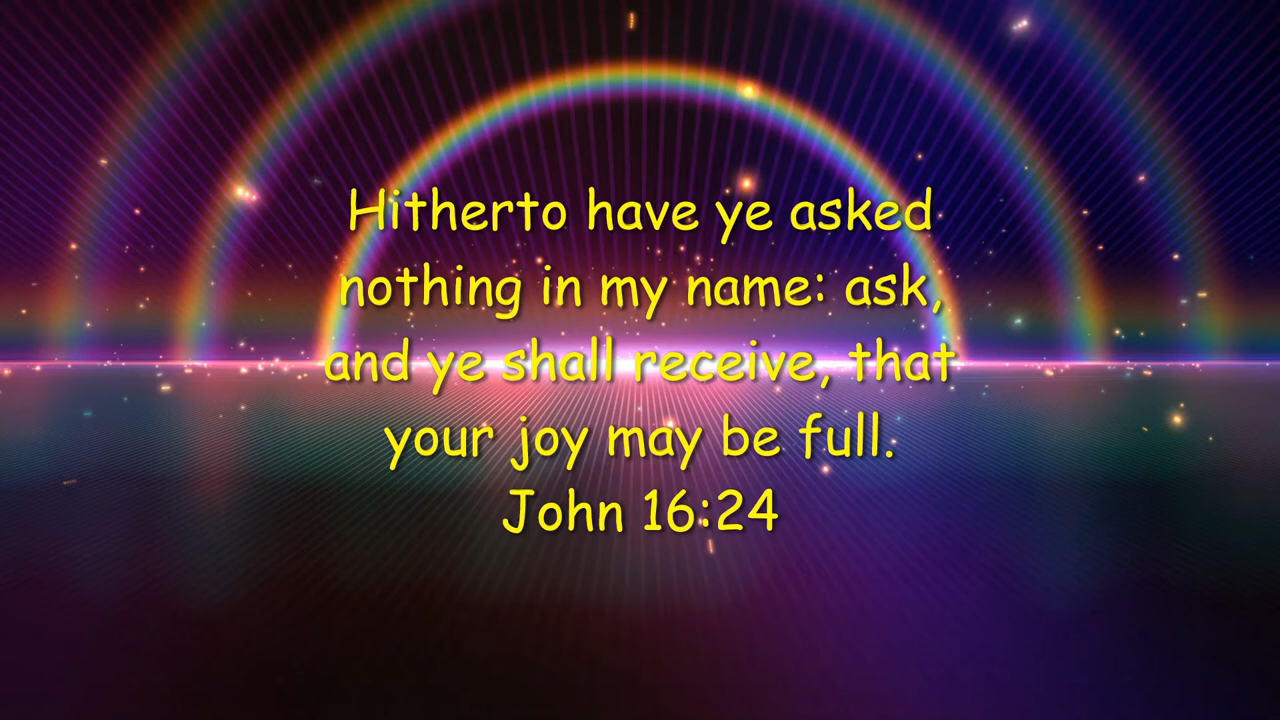 Hitherto have ye asked
nothing in my name: ask,
and ye shall receive, that
your joy may be full.
John 16:24